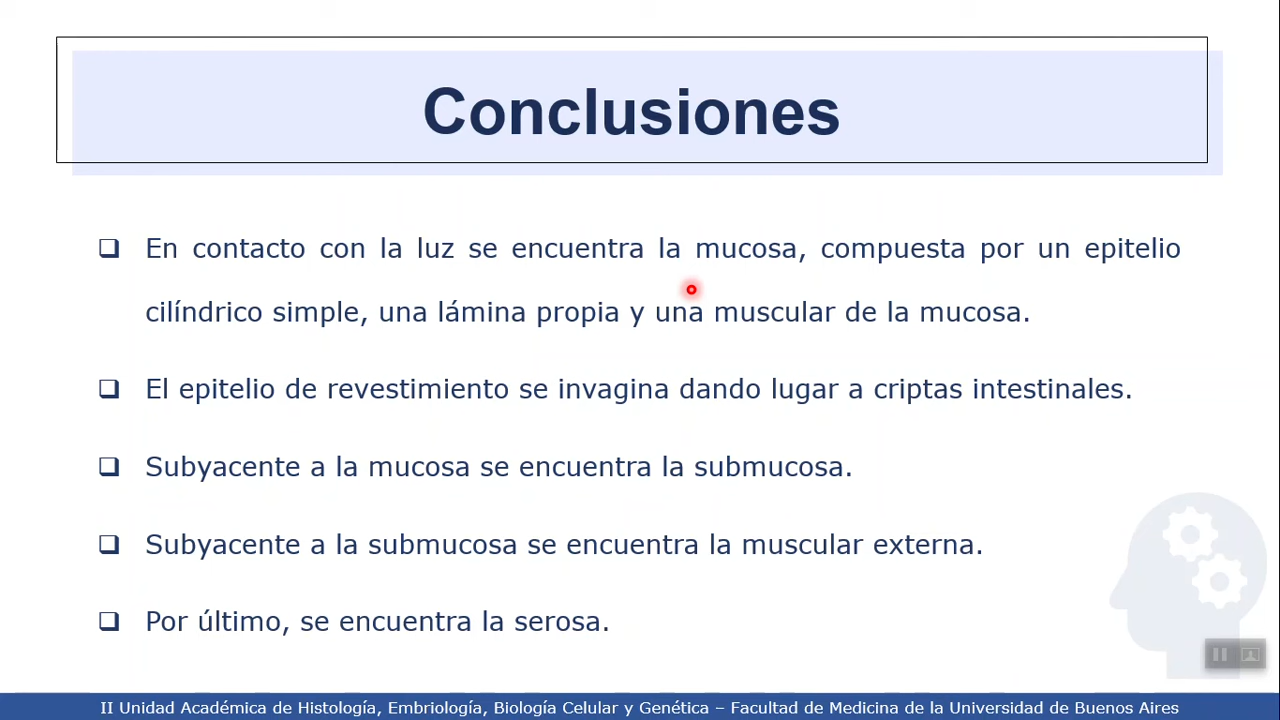 Conclusiones
En contacto con la luz se encuentra la mucosa, compuesta por un epitelio
cilíndrico simple, una lámina propia y una muscular de la mucosa.
El epitelio de revestimiento se invagina dando lugar a criptas intestinales.
Subyacente a la mucosa se encuentra la submucosa.
Subyacente a la submucosa se encuentra la muscular externa.
Por último, se encuentra la serosa.
II Unidad Académica de Histología, Embriología, Biología Celular y Genética – Facultad de Medicina de la Universidad de Buenos Aires